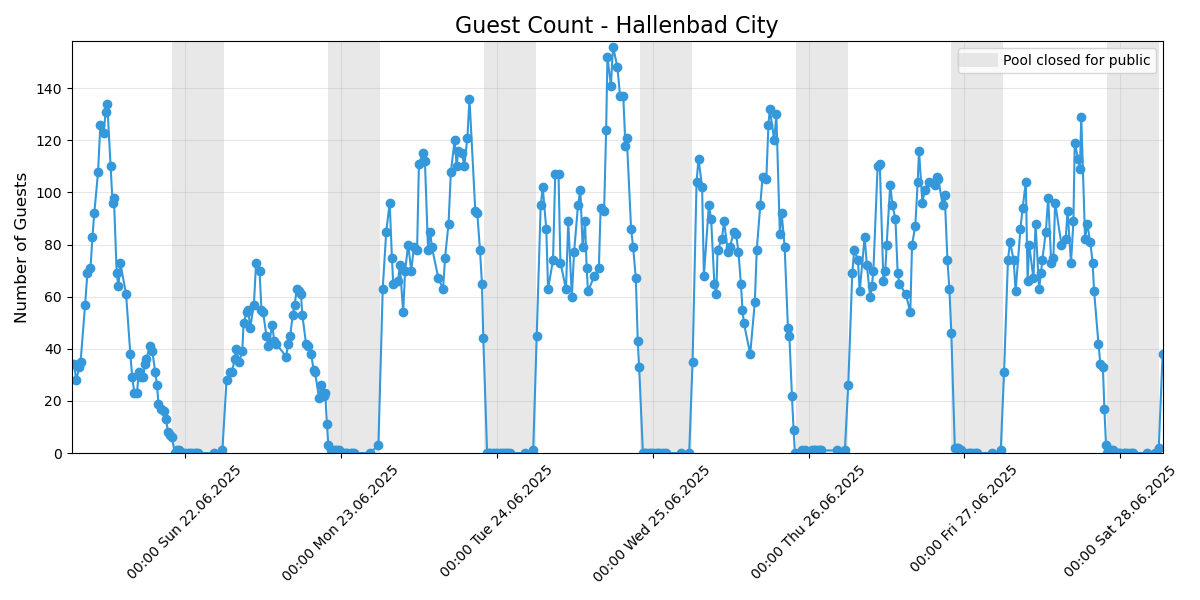 Guest Count - Hallenbad City
Pool closed for public
Number of Guests
140
120
100
80
60
40
20
0
00:00 Sun 22.06.2025
00:00 Mon 23.06.2025
00:00 Tue 24.06.2025
00:00 Wed 25.06.2025
00:00 Thu 26.06.2025
00:00 Fri 27.06.2025
00:00 Sat 28.06.2025